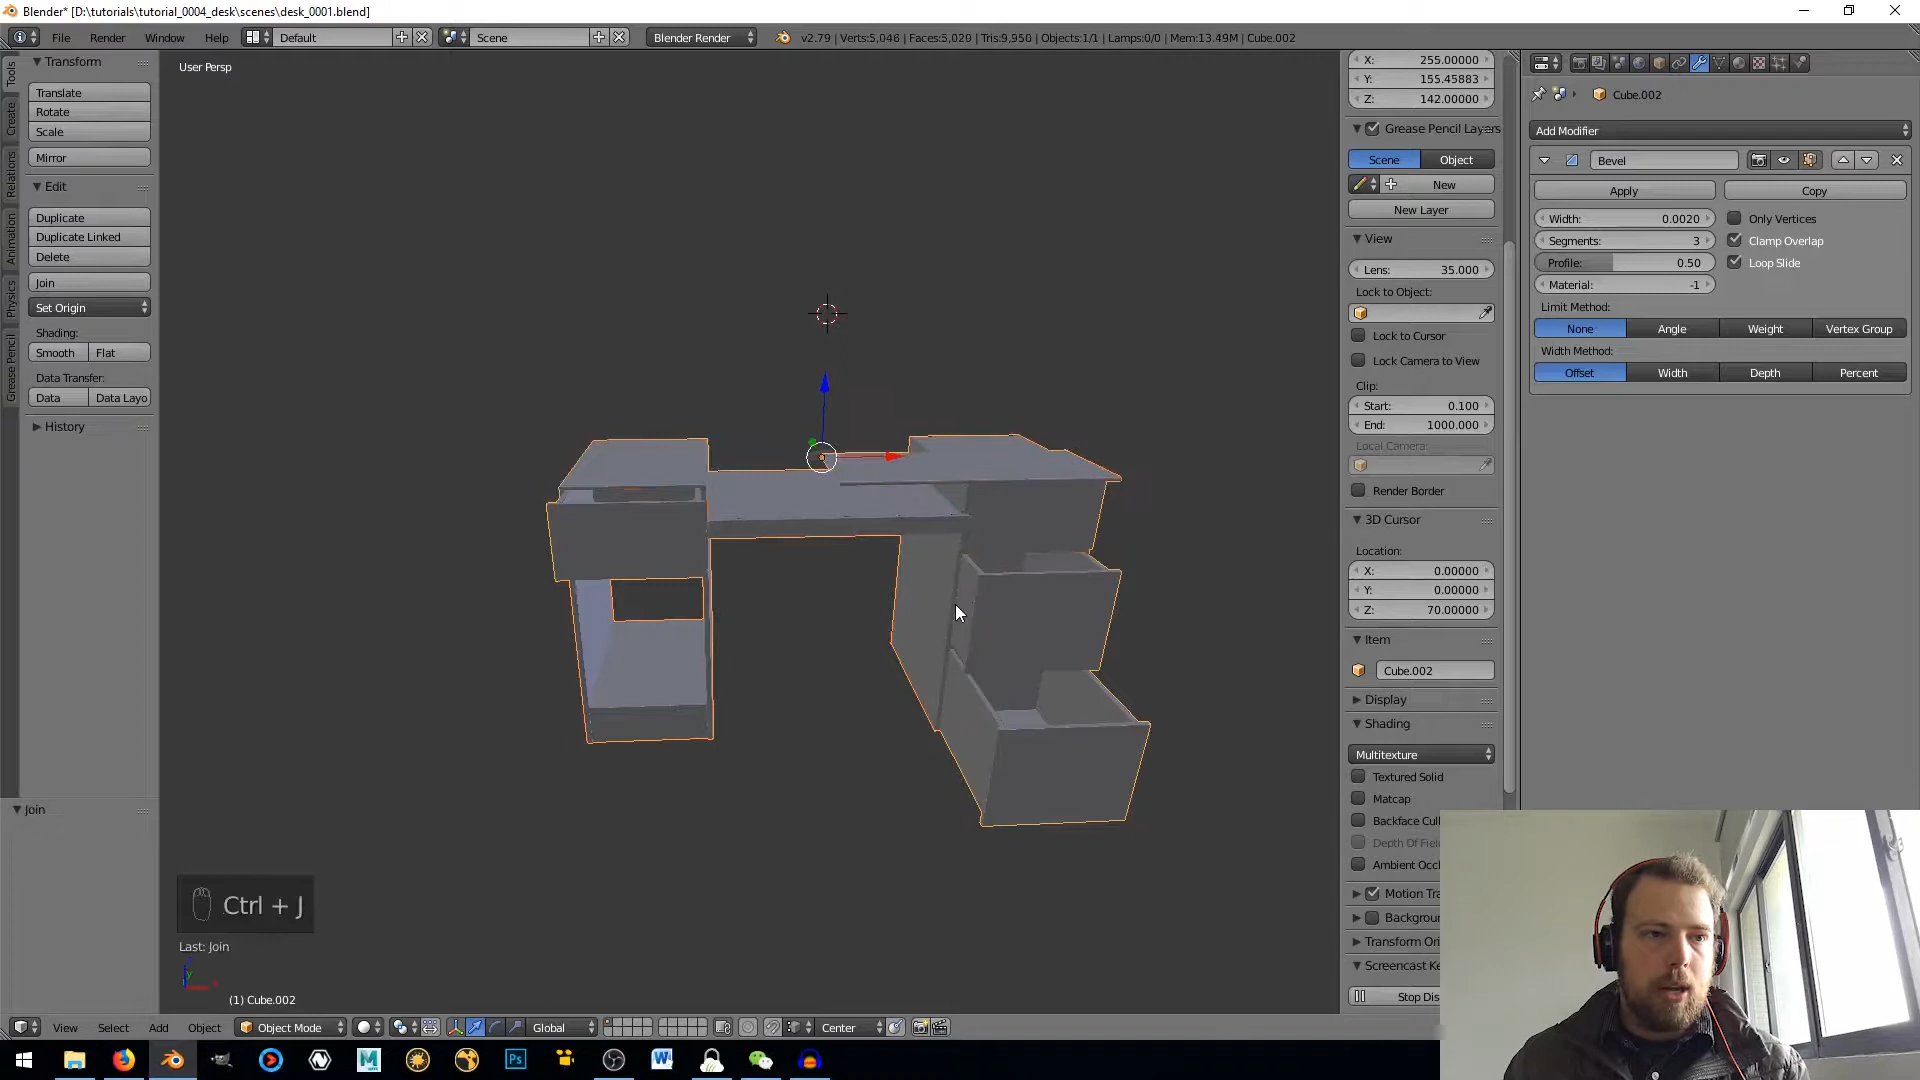 Blender* [D:\tutorials\tutorial_0004_desk\scenes\desk_0001.blend]
File Render Window Help Default Scene Blender Render v2.79 | Verts:5,046 | Faces:5,020 | Tris:9,950 | Objects:1/1 | Lamps:0/0 | Mem:13.49M | Cube.002
Tools
Create
Relations
Animation
Physics
Grease Pencil
Transform
Translate
Rotate
Scale
Mirror
Edit
Duplicate
Duplicate Linked
Delete
Join
Set Origin
Shading:
Smooth Flat
Data Transfer:
Data Data Layo
History
Join
User Persp
Ctrl + J
Last: Join
(1) Cube.002
X: 255.00000
Y: 155.45883
Z: 142.00000
Grease Pencil Layers
Scene Object
New
New Layer
View
Lens: 35.000
Lock to Object:
Lock to Cursor
Lock Camera to View
Clip:
Start: 0.100
End: 1000.000
Local Camera:
Render Border
3D Cursor
Location:
X: 0.00000
Y: 0.00000
Z: 70.00000
Item
Cube.002
Display
Shading
Multitexture
Textured Solid
Matcap
Backface Cull
Depth Of Fiel
Ambient Occl
Motion Tra
Backgroun
Transform Ori
Screencast Ke
Stop Dis
Cube.002
Add Modifier
Bevel
Apply Copy
Width: 0.0020 Only Vertices
Segments: 3 Clamp Overlap
Profile: 0.50 Loop Slide
Material: -1
Limit Method:
None Angle Weight Vertex Group
Width Method:
Offset Width Depth Percent
View Select Add Object Object Mode Global Center